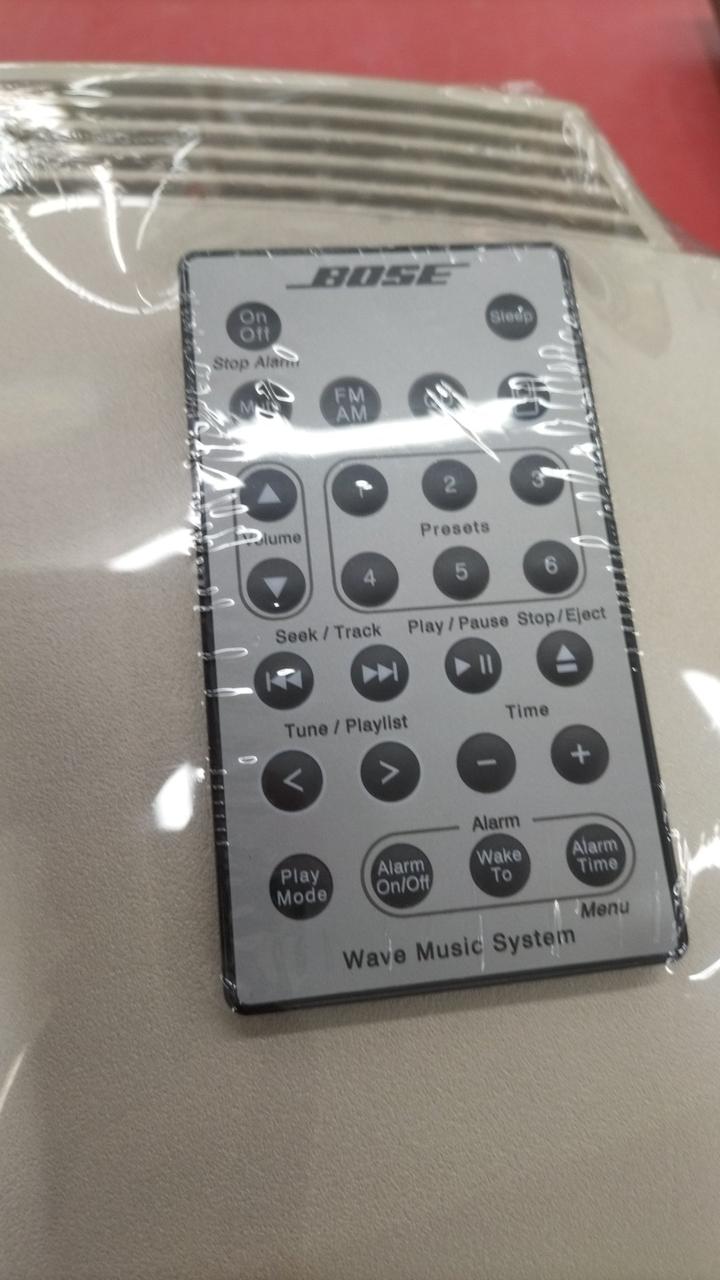 BOSE
On Off
Sleep
Stop Alarm
Mute
FM AM
Volume
1 2 3
Presets
4 5 6
Seek / Track
Play / Pause
Stop/Eject
Tune / Playlist
Time
< > − +
Alarm
Play Mode
Alarm On/Off
Wake To
Alarm Time
Menu
Wave Music System